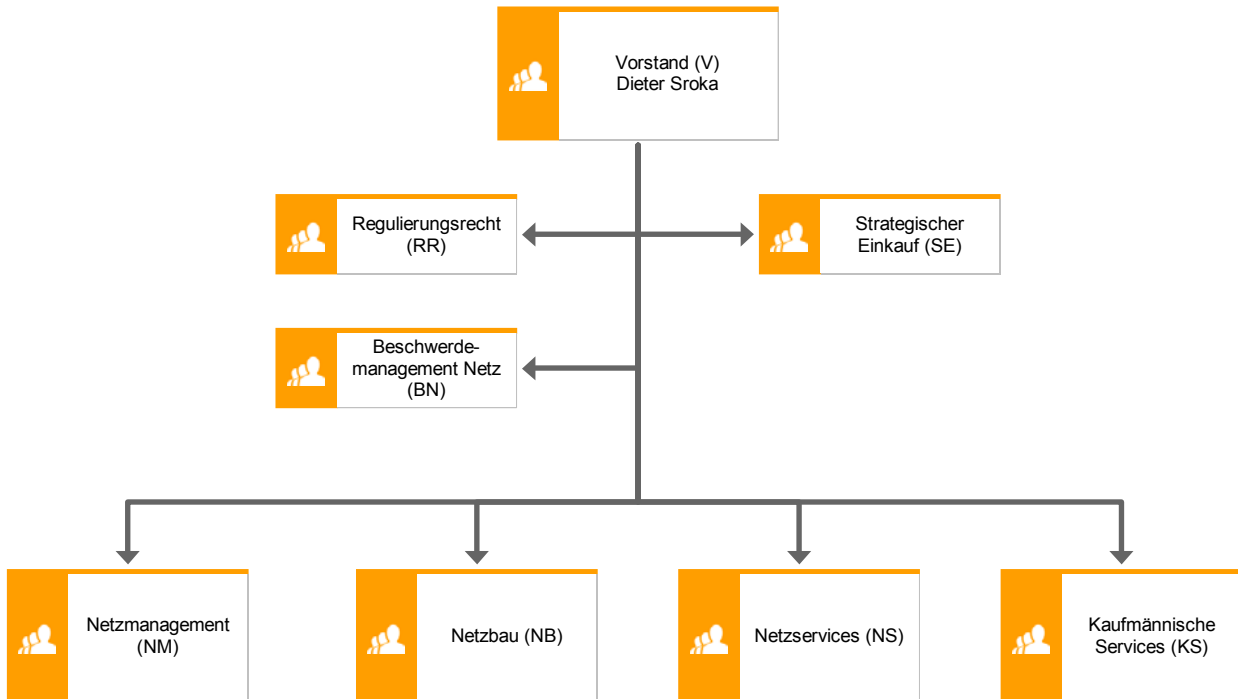 Vorstand (V)
Dieter Sroka
Regulierungsrecht
(RR)
Strategischer
Einkauf (SE)
Beschwerde-
management Netz
(BN)
Netzmanagement
(NM)
Netzbau (NB)
Netzservices (NS)
Kaufmännische
Services (KS)